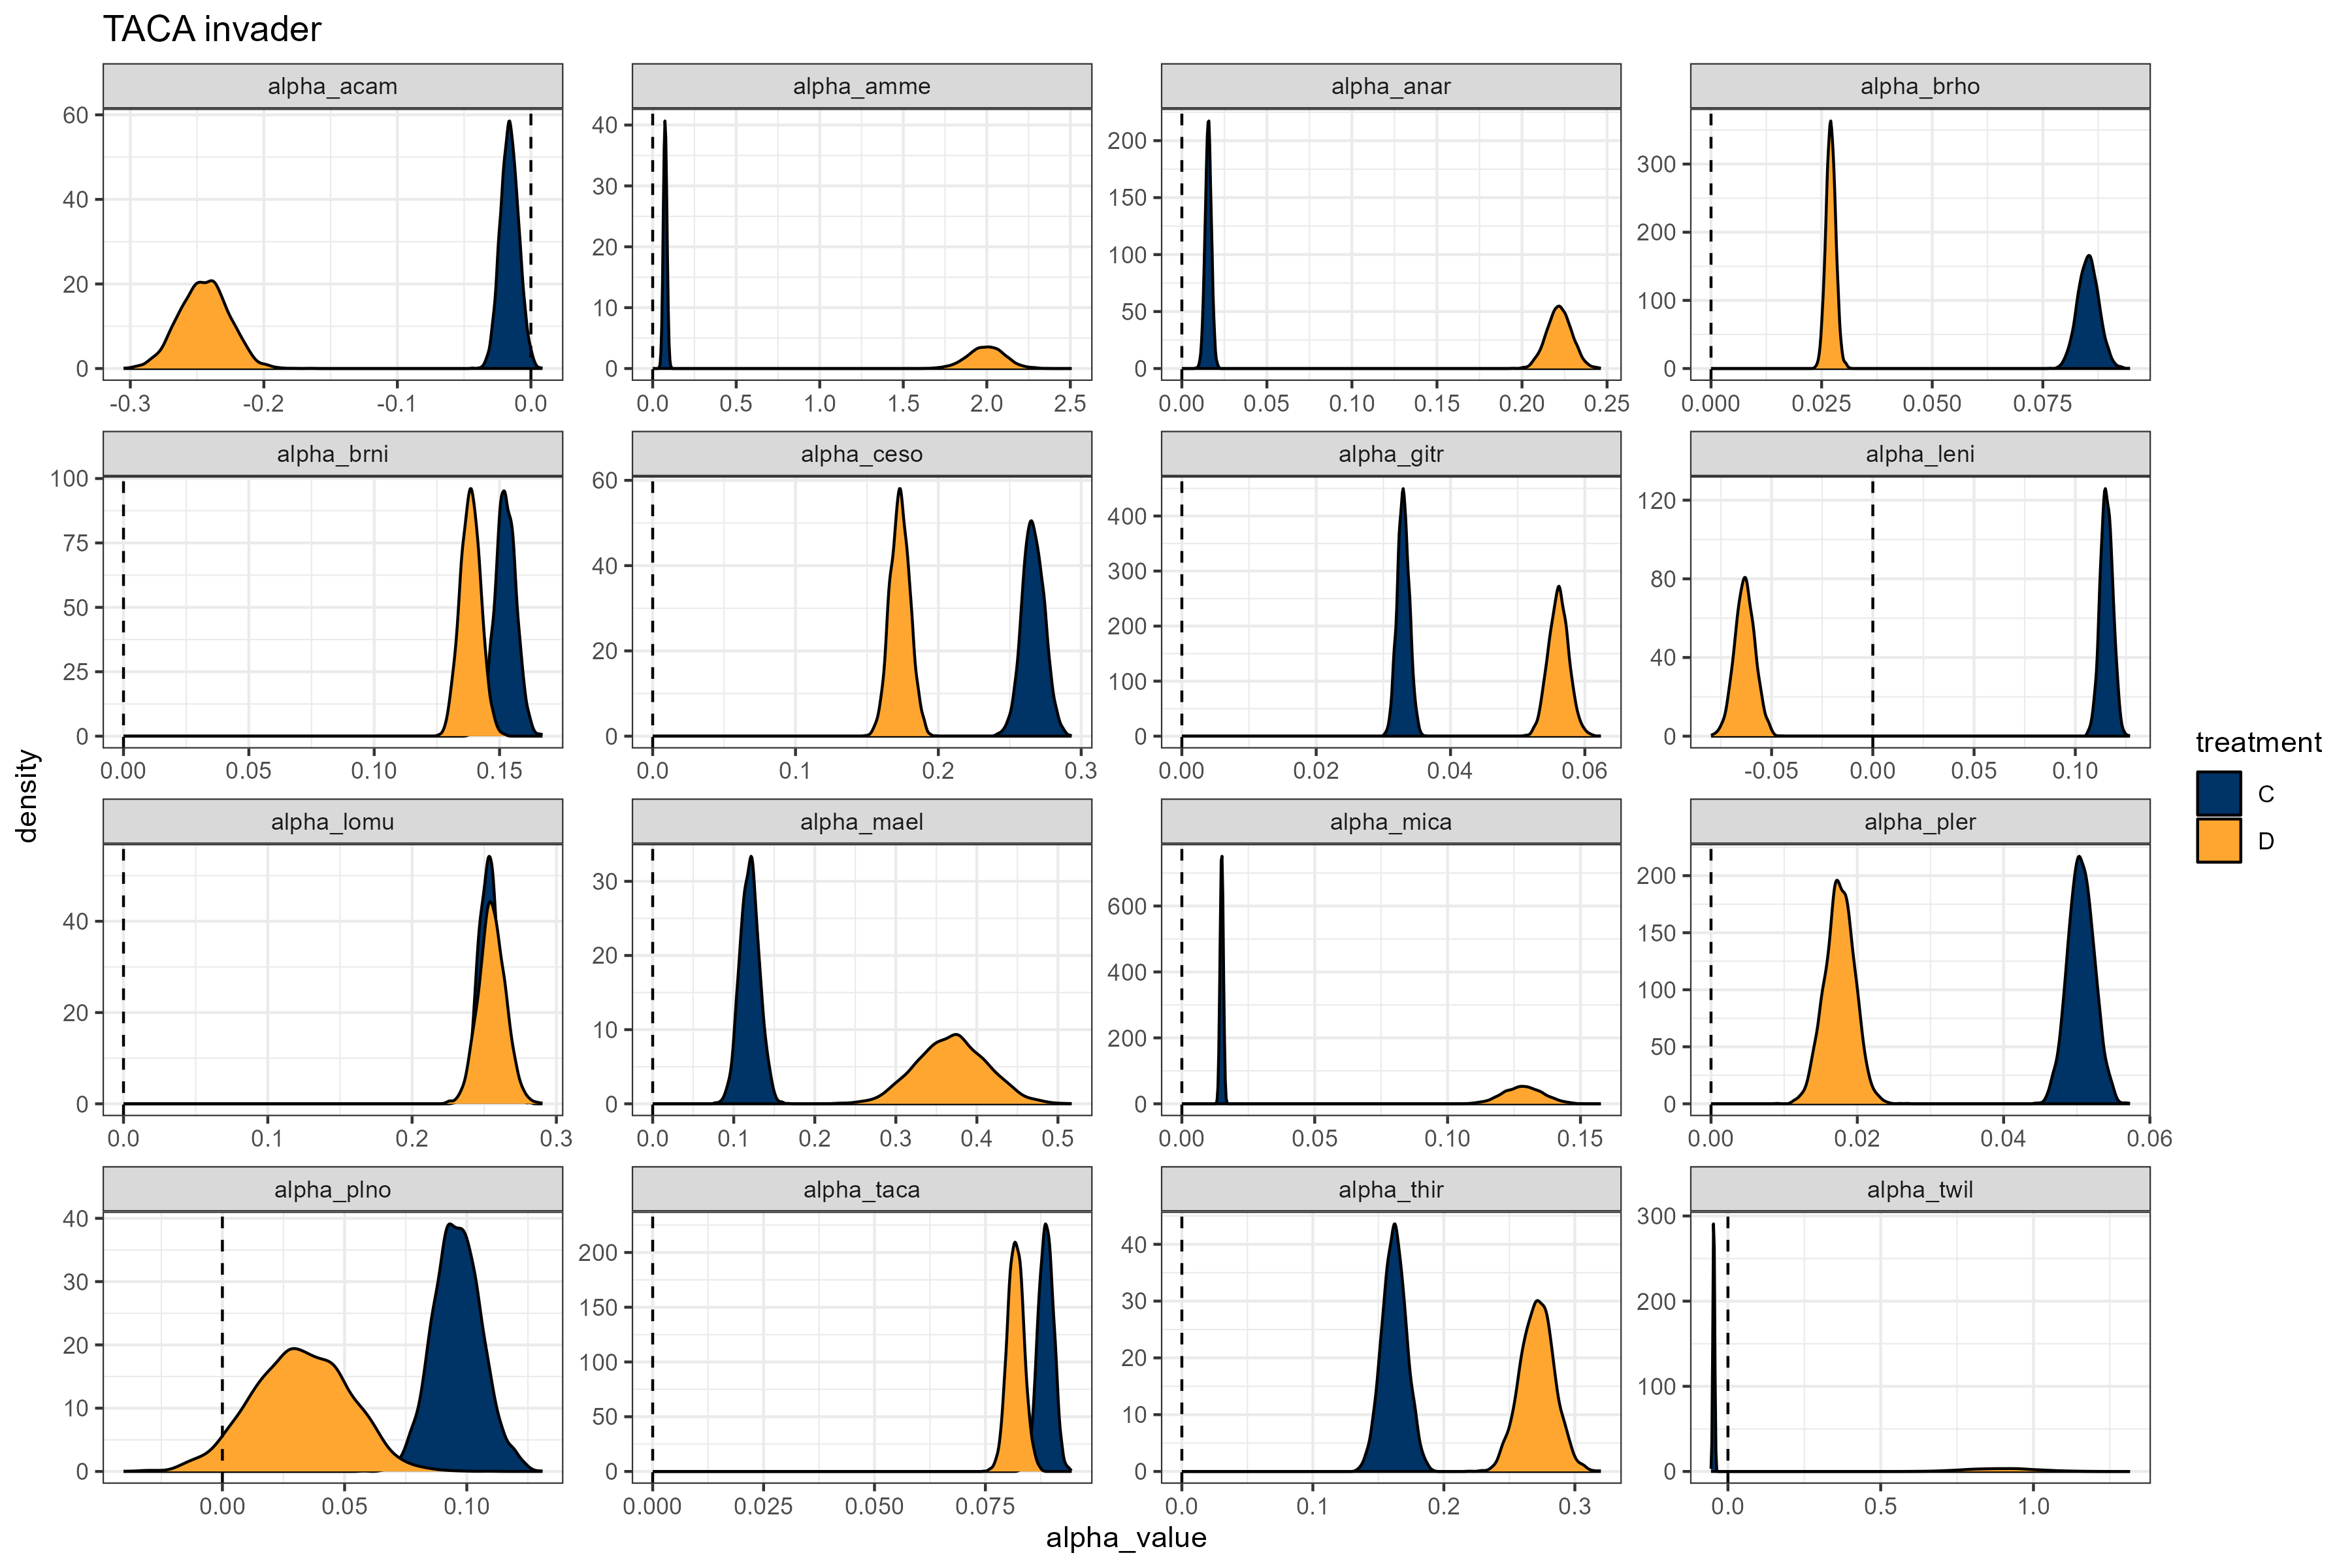 TACA invader
alpha_acam alpha_amme alpha_anar alpha_brho
60 40 20 0
-0.3 -0.2 -0.1 0.0
40 30 20 10 0
0.0 0.5 1.0 1.5 2.0 2.5
200 150 100 50 0
0.00 0.05 0.10 0.15 0.20 0.25
300 200 100 0
0.000 0.025 0.050 0.075
alpha_brni alpha_ceso alpha_gitr alpha_leni
100 75 50 25 0
0.00 0.05 0.10 0.15
60 40 20 0
0.0 0.1 0.2 0.3
400 300 200 100 0
0.00 0.02 0.04 0.06
120 80 40 0
-0.05 0.00 0.05 0.10
alpha_lomu alpha_mael alpha_mica alpha_pler
40 20 0
0.0 0.1 0.2 0.3
30 20 10 0
0.0 0.1 0.2 0.3 0.4 0.5
600 400 200 0
0.00 0.05 0.10 0.15
200 150 100 50 0
0.00 0.02 0.04 0.06
alpha_plno alpha_taca alpha_thir alpha_twil
40 30 20 10 0
0.00 0.05 0.10
200 150 100 50 0
0.000 0.025 0.050 0.075
40 30 20 10 0
0.0 0.1 0.2 0.3
300 200 100 0
0.0 0.5 1.0
density
alpha_value
treatment
C
D